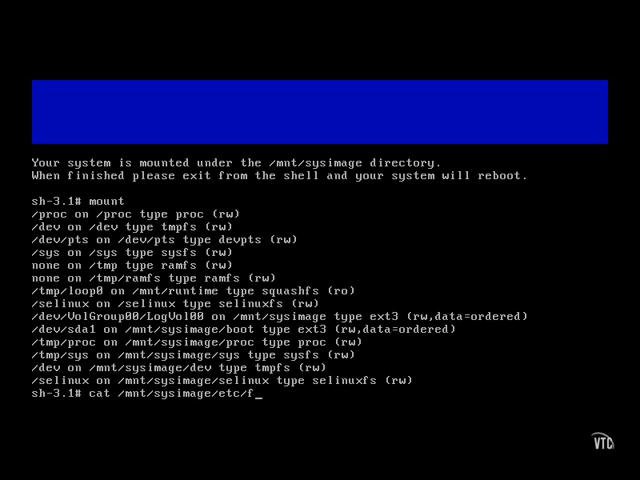 Your system is mounted under the /mnt/sysimage directory.
When finished please exit from the shell and your system will reboot.
sh-3.1# mount
/proc on /proc type proc (rw)
/dev on /dev type tmpfs (rw)
/dev/pts on /dev/pts type devpts (rw)
/sys on /sys type sysfs (rw)
none on /tmp type ramfs (rw)
none on /tmp/ramfs type ramfs (rw)
/tmp/loop0 on /mnt/runtime type squashfs (ro)
/selinux on /selinux type selinuxfs (rw)
/dev/VolGroup00/LogVol00 on /mnt/sysimage type ext3 (rw,data=ordered)
/dev/sda1 on /mnt/sysimage/boot type ext3 (rw,data=ordered)
/tmp/proc on /mnt/sysimage/proc type proc (rw)
/tmp/sys on /mnt/sysimage/sys type sysfs (rw)
/dev on /mnt/sysimage/dev type tmpfs (rw)
/selinux on /mnt/sysimage/selinux type selinuxfs (rw)
sh-3.1# cat /mnt/sysimage/etc/f_
VTC